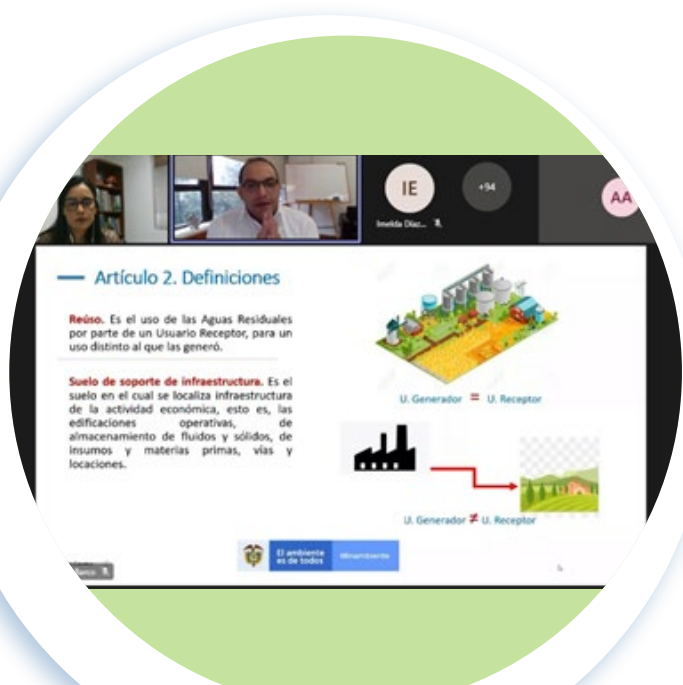 IE
+94
AA
Imelda Díaz...
Artículo 2. Definiciones
Reúso. Es el uso de las Aguas Residuales
por parte de un Usuario Receptor, para un
uso distinto al que las generó.
Suelo de soporte de infraestructura. Es el
suelo en el cual se localiza infraestructura
de la actividad económica, esto es, las
edificaciones operativas, de
almacenamiento de fluidos y sólidos, de
insumos y materias primas, vías y
locaciones.
U. Generador = U. Receptor
U. Generador ≠ U. Receptor
El ambiente
es de todos
Minambiente